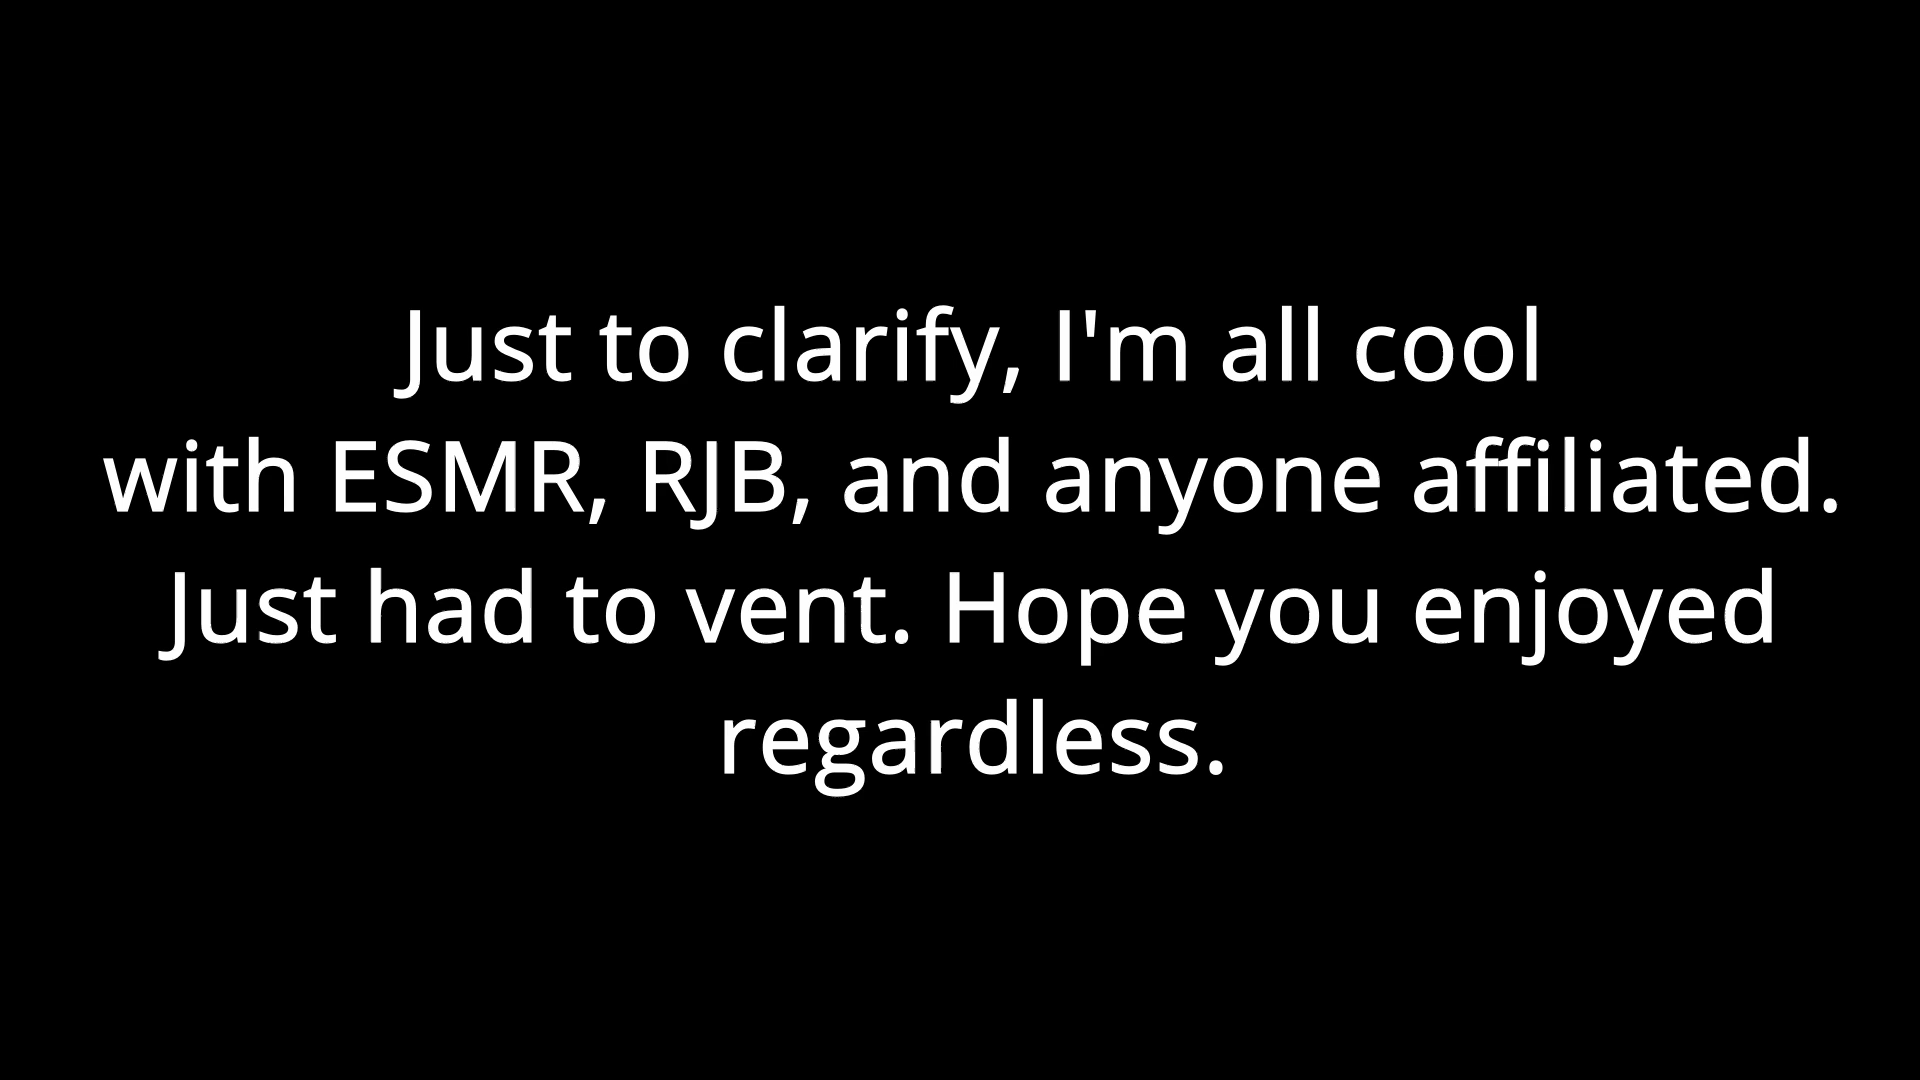 Just to clarify, I'm all cool
with ESMR, RJB, and anyone affiliated.
Just had to vent. Hope you enjoyed
regardless.